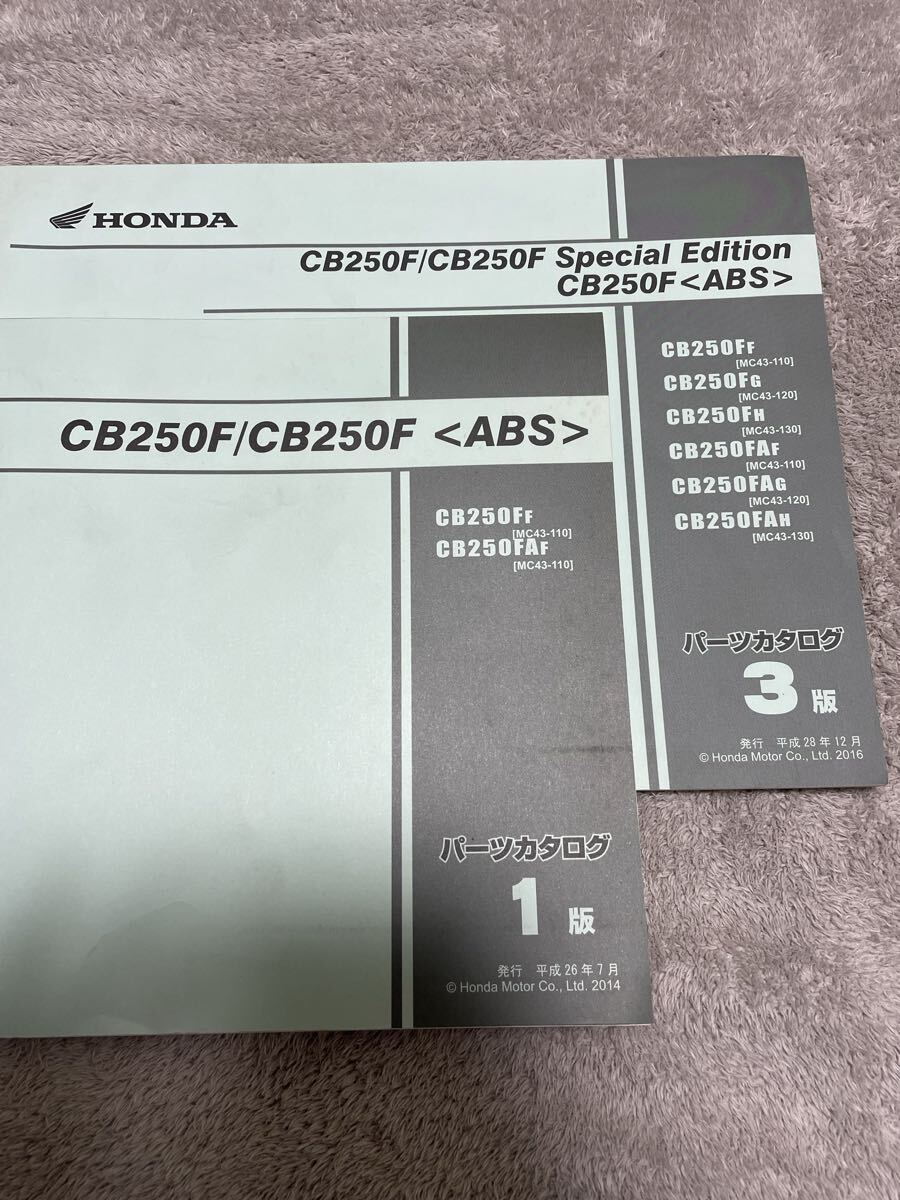 HONDA
CB250F/CB250F Special Edition
CB250F<ABS>
CB250FF
[MC43-110]
CB250FG
[MC43-120]
CB250FH
[MC43-130]
CB250FAF
[MC43-110]
CB250FAG
[MC43-120]
CB250FAH
[MC43-130]
パーツカタログ
3版
発行 平成28年12月
© Honda Motor Co., Ltd. 2016
CB250F/CB250F <ABS>
CB250FF
[MC43-110]
CB250FAF
[MC43-110]
パーツカタログ
1版
発行 平成26年7月
© Honda Motor Co., Ltd. 2014